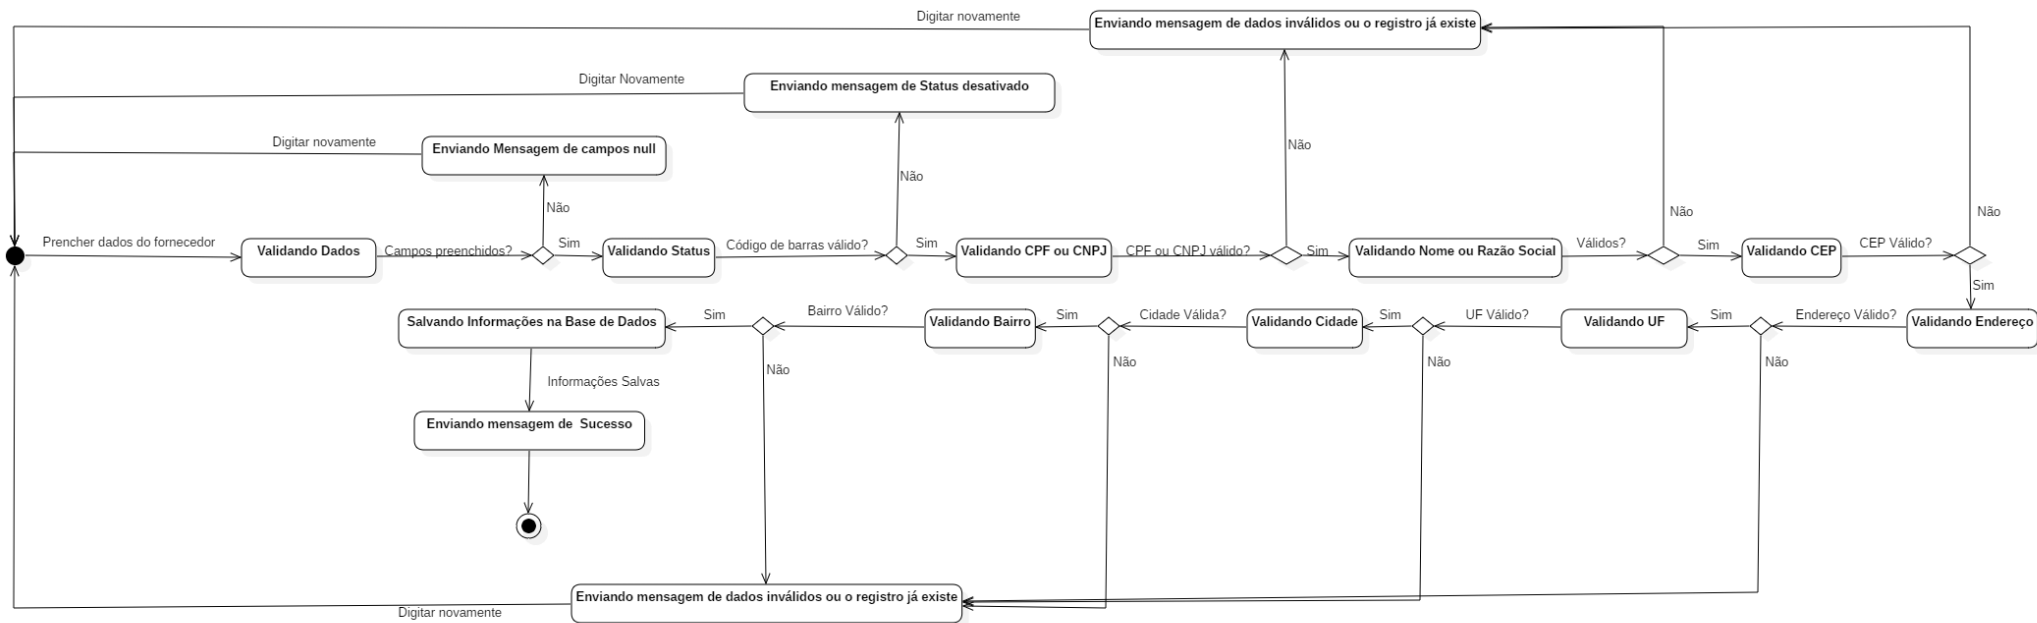 Digitar novamente
Enviando mensagem de dados inválidos ou o registro já existe
Digitar Novamente
Enviando mensagem de Status desativado
Digitar novamente
Enviando Mensagem de campos null
Não
Não
Não
Não
Não
Prencher dados do fornecedor
Validando Dados
Campos preenchidos?
Sim
Validando Status
Código de barras válido?
Sim
Validando CPF ou CNPJ
CPF ou CNPJ válido?
Sim
Validando Nome ou Razão Social
Válidos?
Sim
Validando CEP
CEP Válido?
Sim
Validando Endereço
Endereço Válido?
Sim
Validando UF
UF Válido?
Sim
Validando Cidade
Cidade Válida?
Sim
Validando Bairro
Bairro Válido?
Sim
Salvando Informações na Base de Dados
Não
Não
Não
Não
Informações Salvas
Enviando mensagem de  Sucesso
Enviando mensagem de dados inválidos ou o registro já existe
Digitar novamente